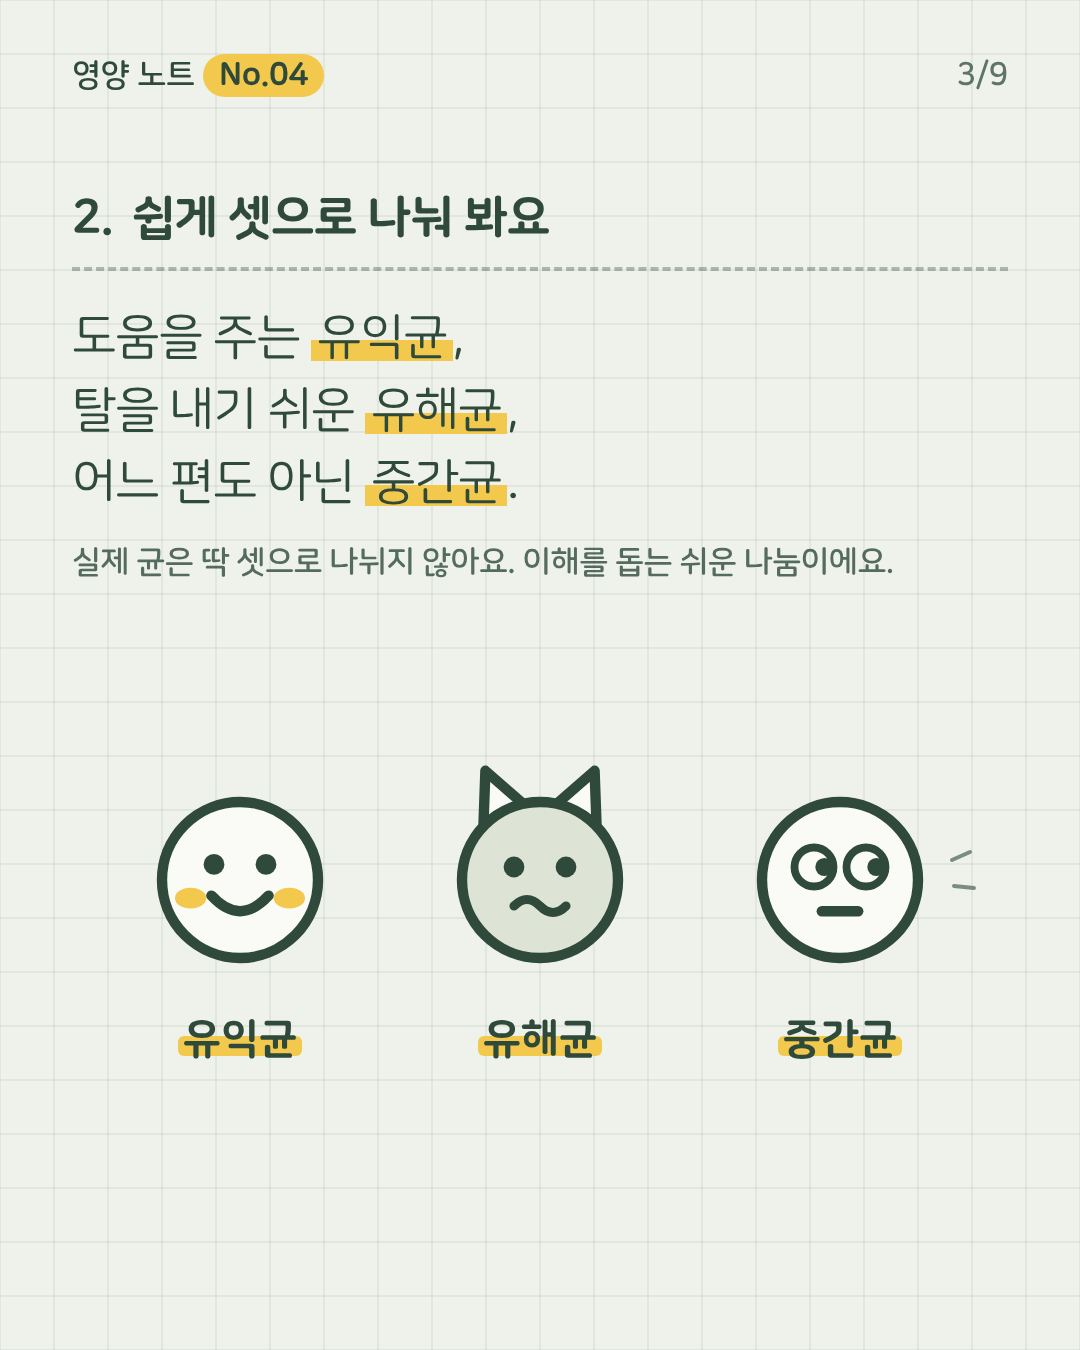 영양 노트 No.04
3/9
2. 쉽게 셋으로 나눠 봐요
도움을 주는 유익균,
탈을 내기 쉬운 유해균,
어느 편도 아닌 중간균.
실제 균은 딱 셋으로 나뉘지 않아요. 이해를 돕는 쉬운 나눔이에요.
유익균
유해균
중간균